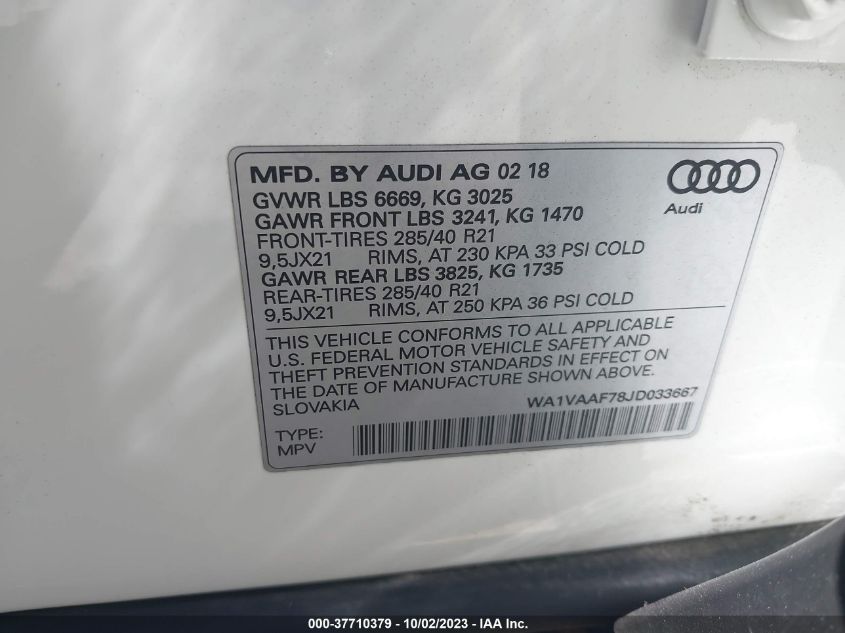 MFD. BY AUDI AG 02 18
GVWR LBS 6669, KG 3025
GAWR FRONT LBS 3241, KG 1470
FRONT-TIRES 285/40 R21
9,5JX21 RIMS, AT 230 KPA 33 PSI COLD
GAWR REAR LBS 3825, KG 1735
REAR-TIRES 285/40 R21
9,5JX21 RIMS, AT 250 KPA 36 PSI COLD
Audi
THIS VEHICLE CONFORMS TO ALL APPLICABLE
U.S. FEDERAL MOTOR VEHICLE SAFETY AND
THEFT PREVENTION STANDARDS IN EFFECT ON
THE DATE OF MANUFACTURE SHOWN ABOVE.
SLOVAKIA
WA1VAAF78JD033667
TYPE:
MPV
000-37710379 - 10/02/2023 - IAA Inc.